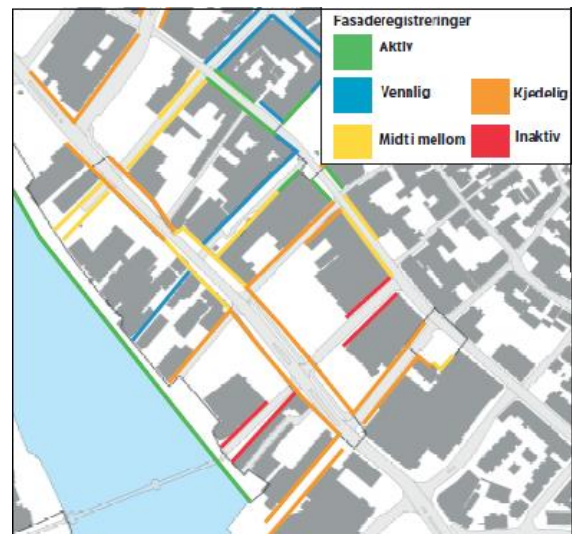 Fasaderegistreringer
Aktiv
Vennlig
Kjedelig
Midt i mellom
Inaktiv